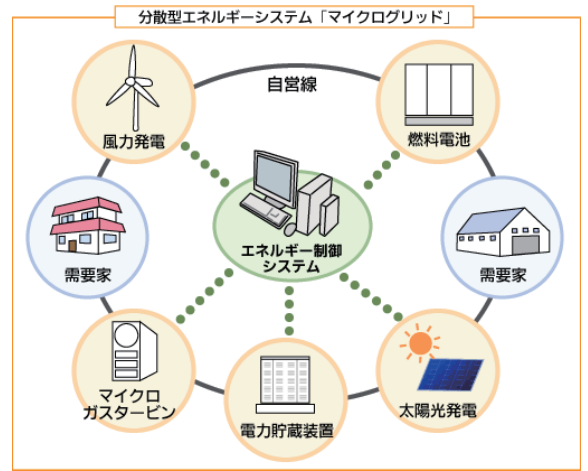 分散型エネルギーシステム「マイクログリッド」
自営線
風力発電
燃料電池
エネルギー制御
システム
需要家
需要家
マイクロ
ガスタービン
電力貯蔵装置
太陽光発電